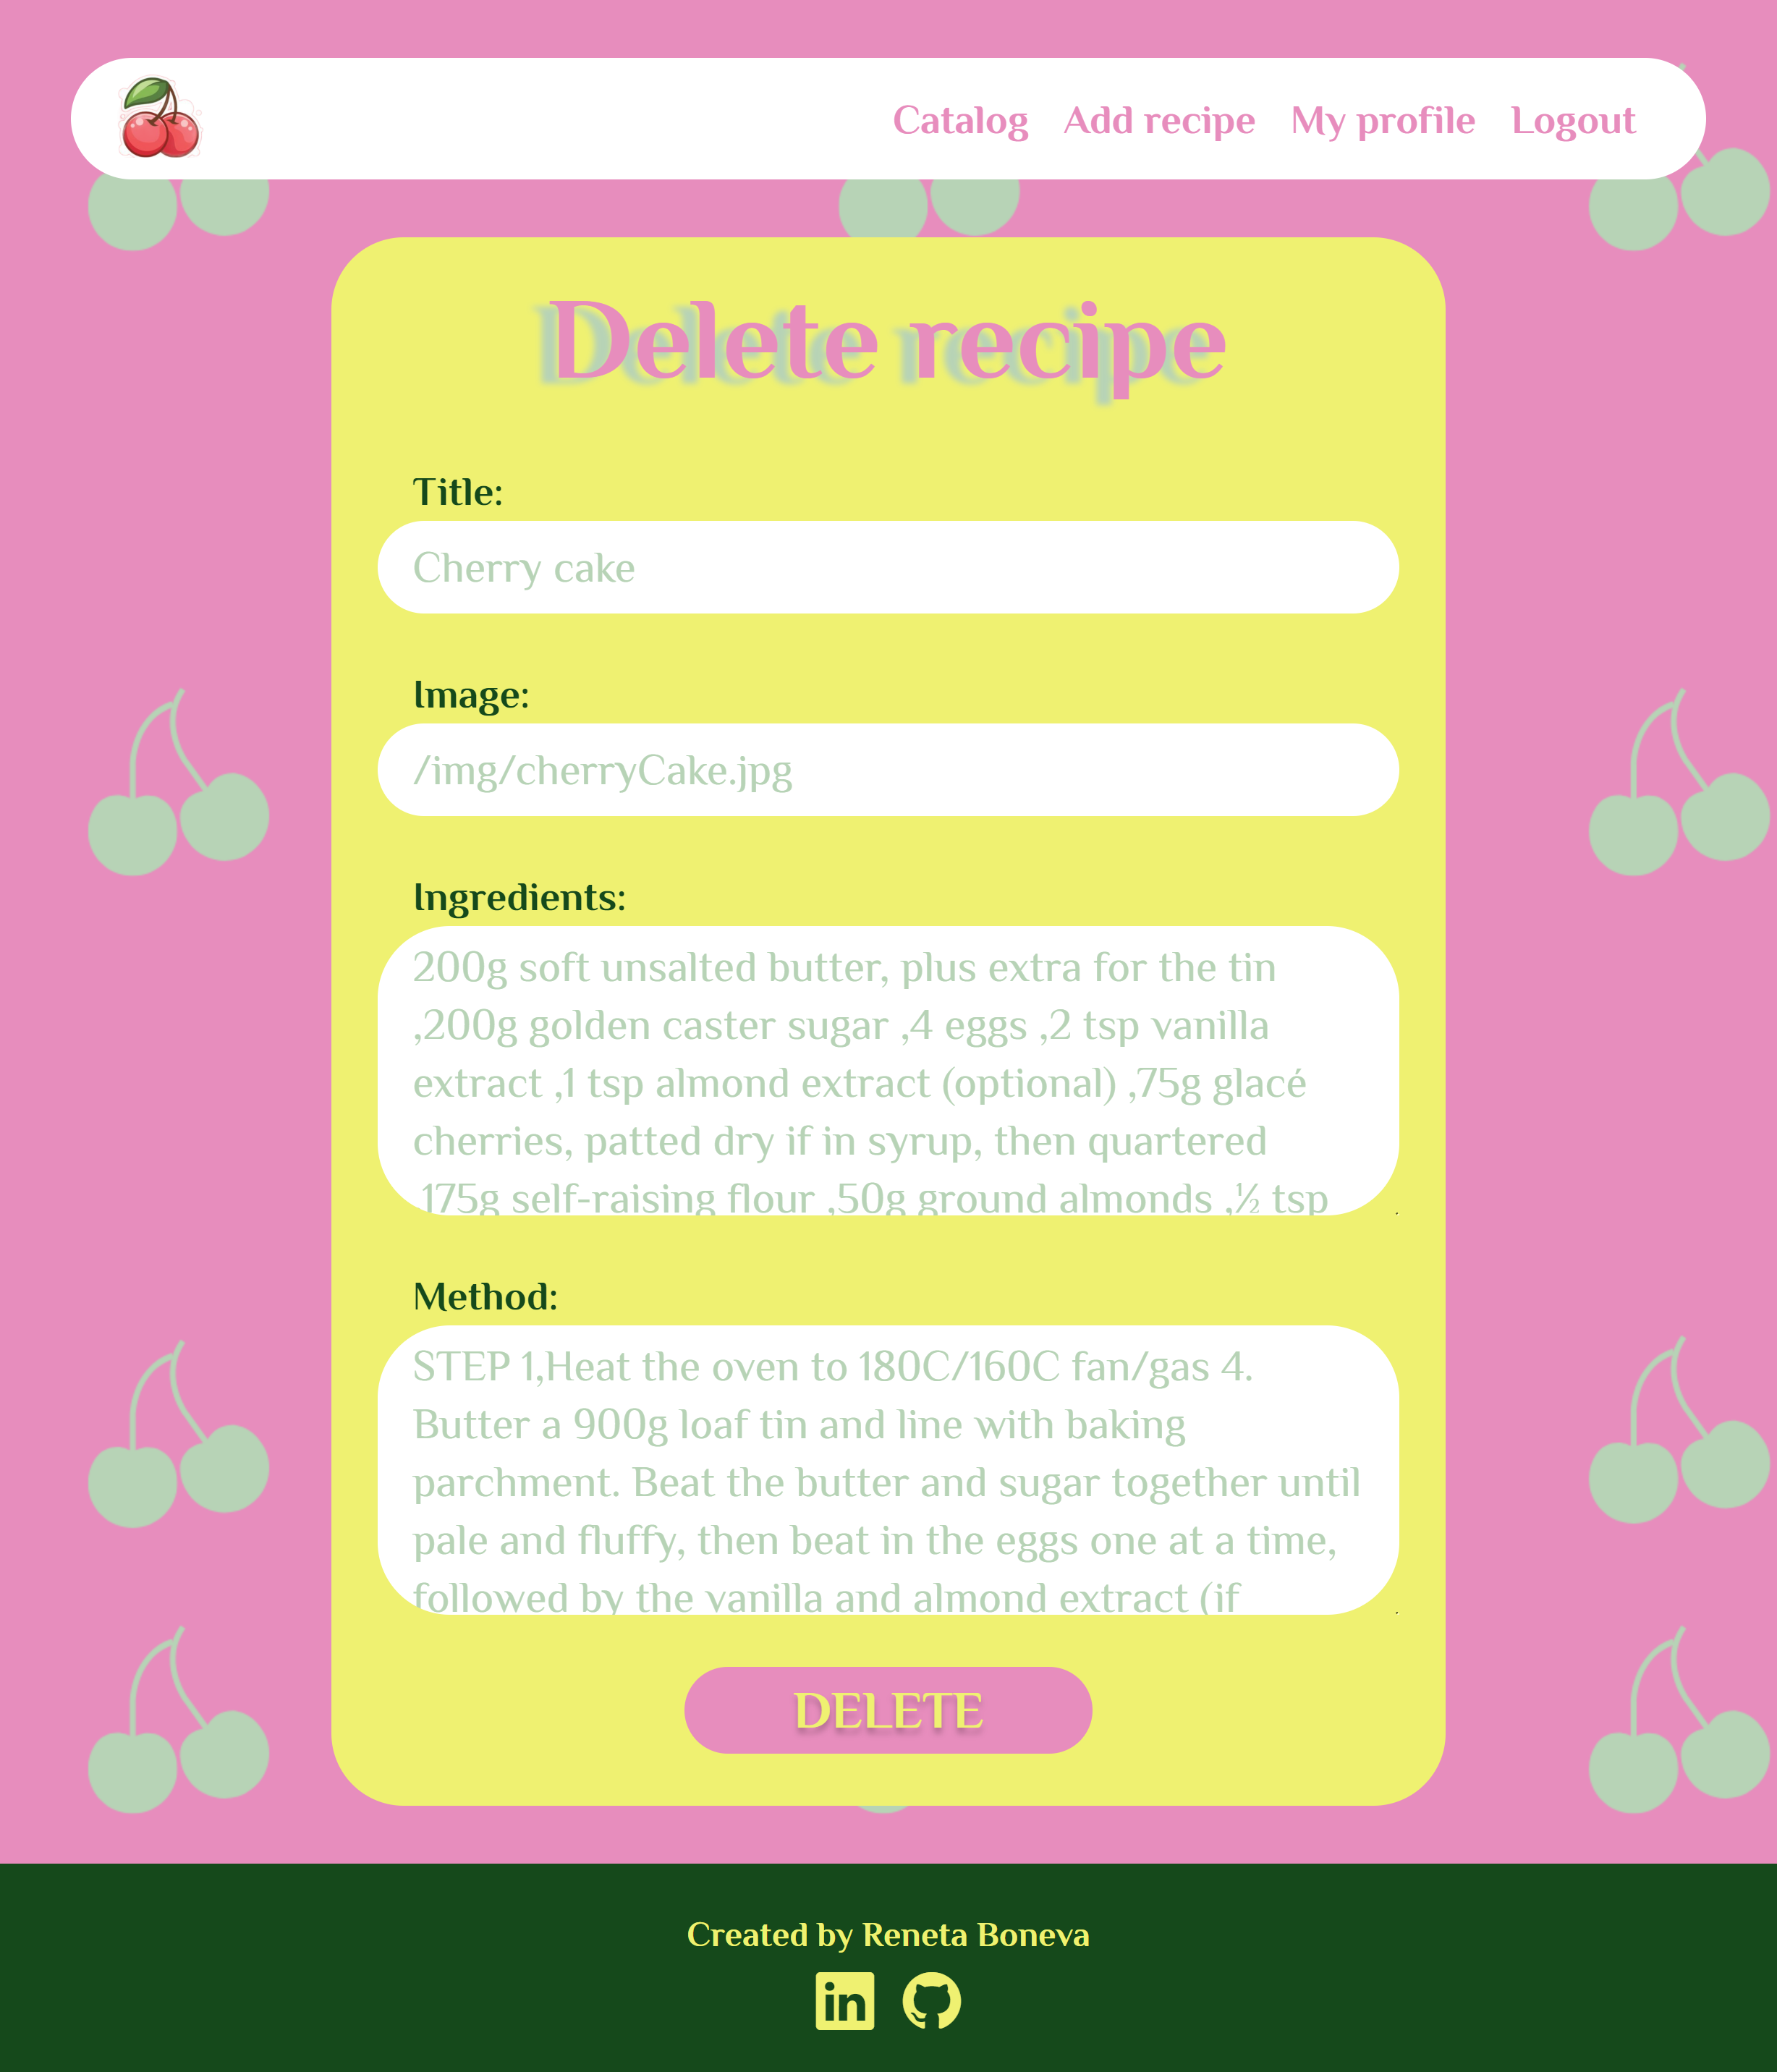 Catalog Add recipe My profile Logout
Delete recipe
Title:
Cherry cake
Image:
/img/cherryCake.jpg
Ingredients:
200g soft unsalted butter, plus extra for the tin
,200g golden caster sugar ,4 eggs ,2 tsp vanilla
extract ,1 tsp almond extract (optional) ,75g glacé
cherries, patted dry if in syrup, then quartered
175g self-raising flour ,50g ground almonds ,½ tsp
Method:
STEP 1,Heat the oven to 180C/160C fan/gas 4.
Butter a 900g loaf tin and line with baking
parchment. Beat the butter and sugar together until
pale and fluffy, then beat in the eggs one at a time,
followed by the vanilla and almond extract (if
DELETE
Created by Reneta Boneva
in